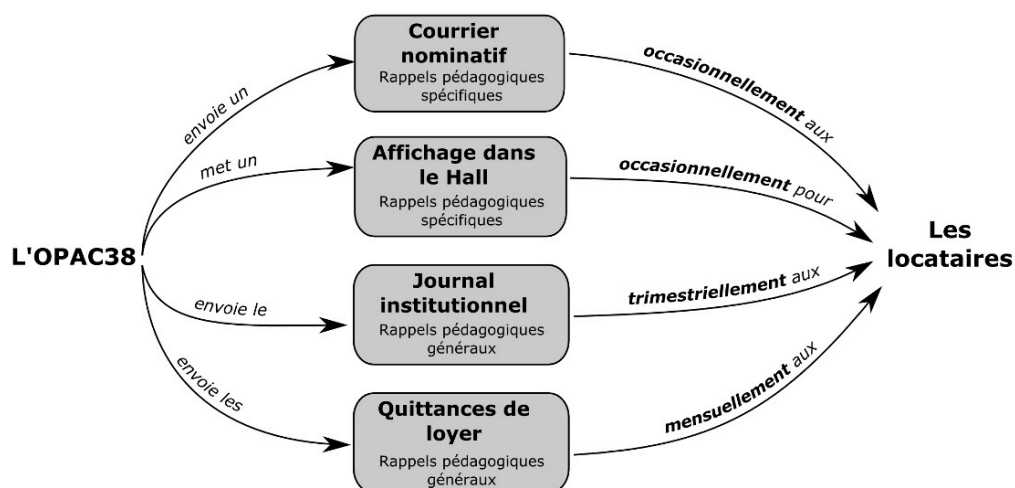 L'OPAC38
envoie un
Courrier
nominatif
Rappels pédagogiques
spécifiques
occasionnellement aux
met un
Affichage dans
le Hall
Rappels pédagogiques
spécifiques
occasionnellement pour
envoie le
Journal
institutionnel
Rappels pédagogiques
généraux
trimestriellement aux
envoie les
Quittances de
loyer
Rappels pédagogiques
généraux
mensuellement aux
Les
locataires